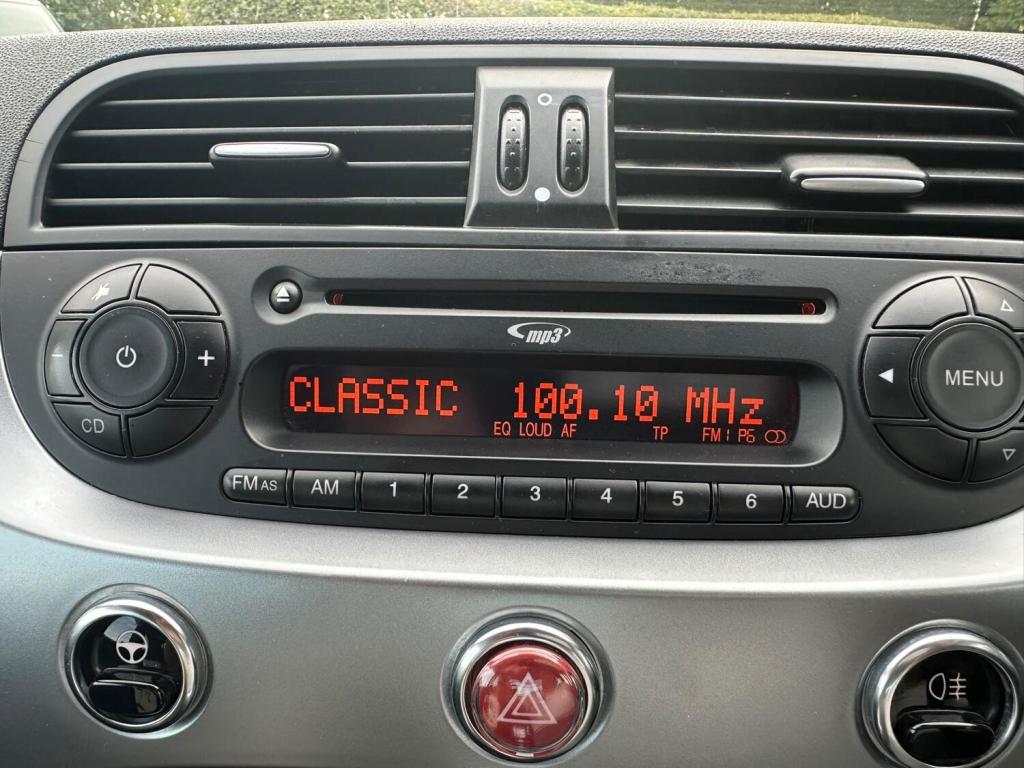 mp3
CLASSIC 100.10 MHz
EQ LOUD AF TP FM1 P6
CD
MENU
FM AS AM 1 2 3 4 5 6 AUD